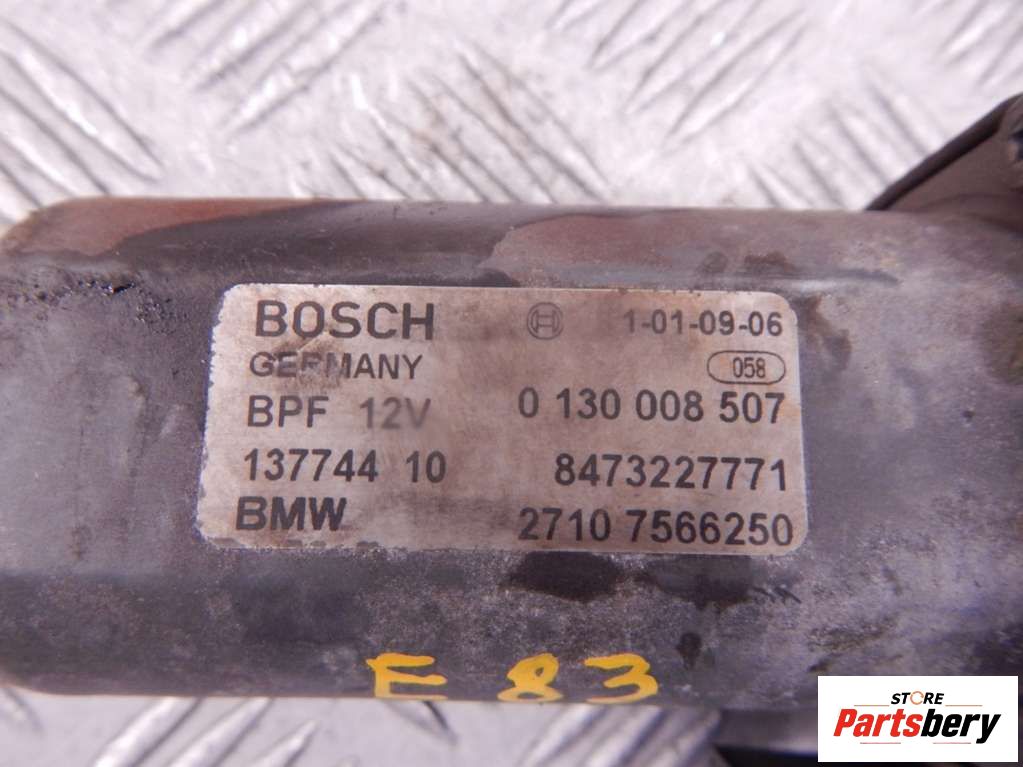 BOSCH 1-01-09-06
GERMANY 058
BPF 12V 0 130 008 507
137744 10 8473227771
BMW 2710 7566250
E 83
STORE
Partsbery